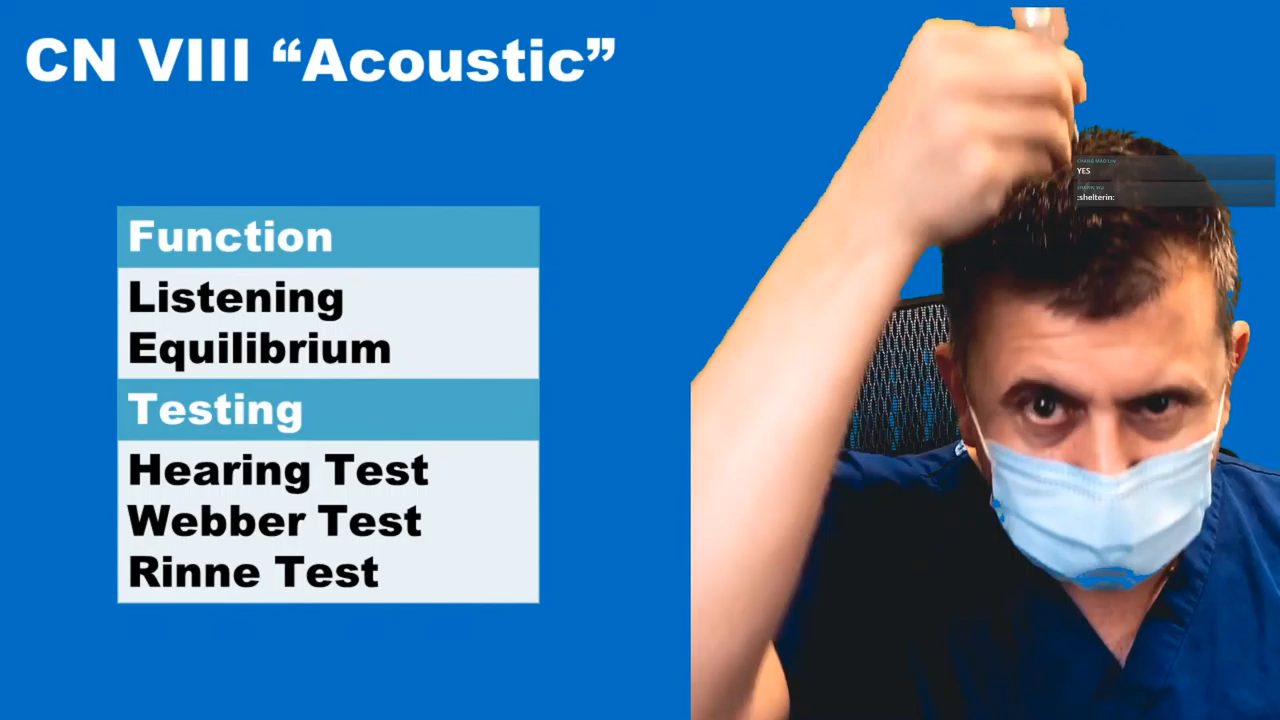 CN VIII “Acoustic”
Function
Listening
Equilibrium
Testing
Hearing Test
Webber Test
Rinne Test
YES
:shelterin: